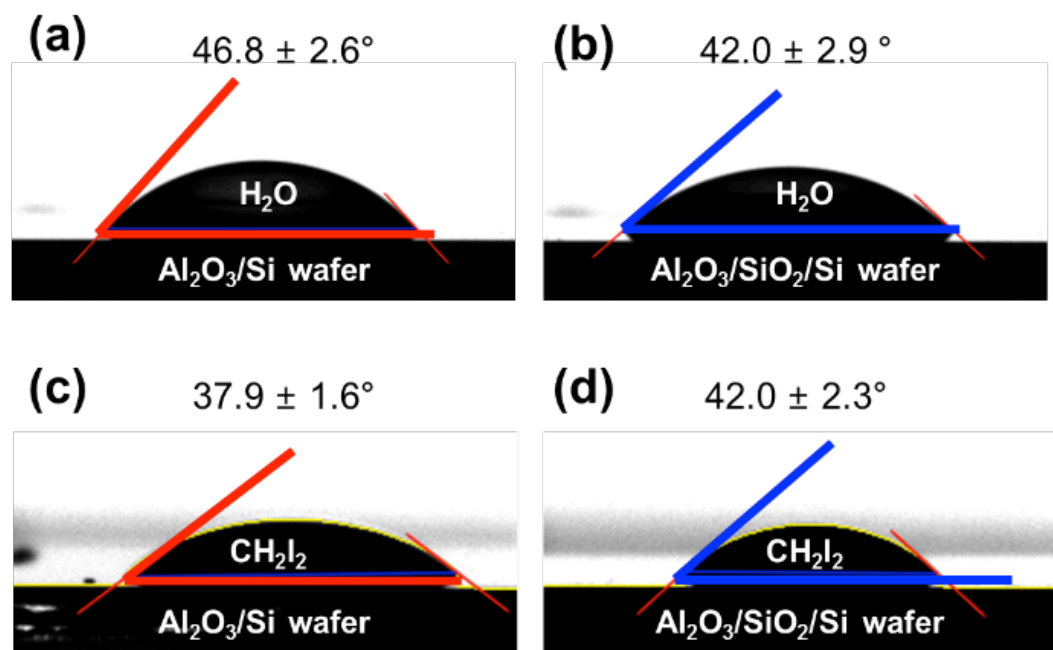 (a)
46.8 ± 2.6°
H₂O
Al₂O₃/Si wafer
(b)
42.0 ± 2.9 °
H₂O
Al₂O₃/SiO₂/Si wafer
(c)
37.9 ± 1.6°
CH₂I₂
Al₂O₃/Si wafer
(d)
42.0 ± 2.3°
CH₂I₂
Al₂O₃/SiO₂/Si wafer